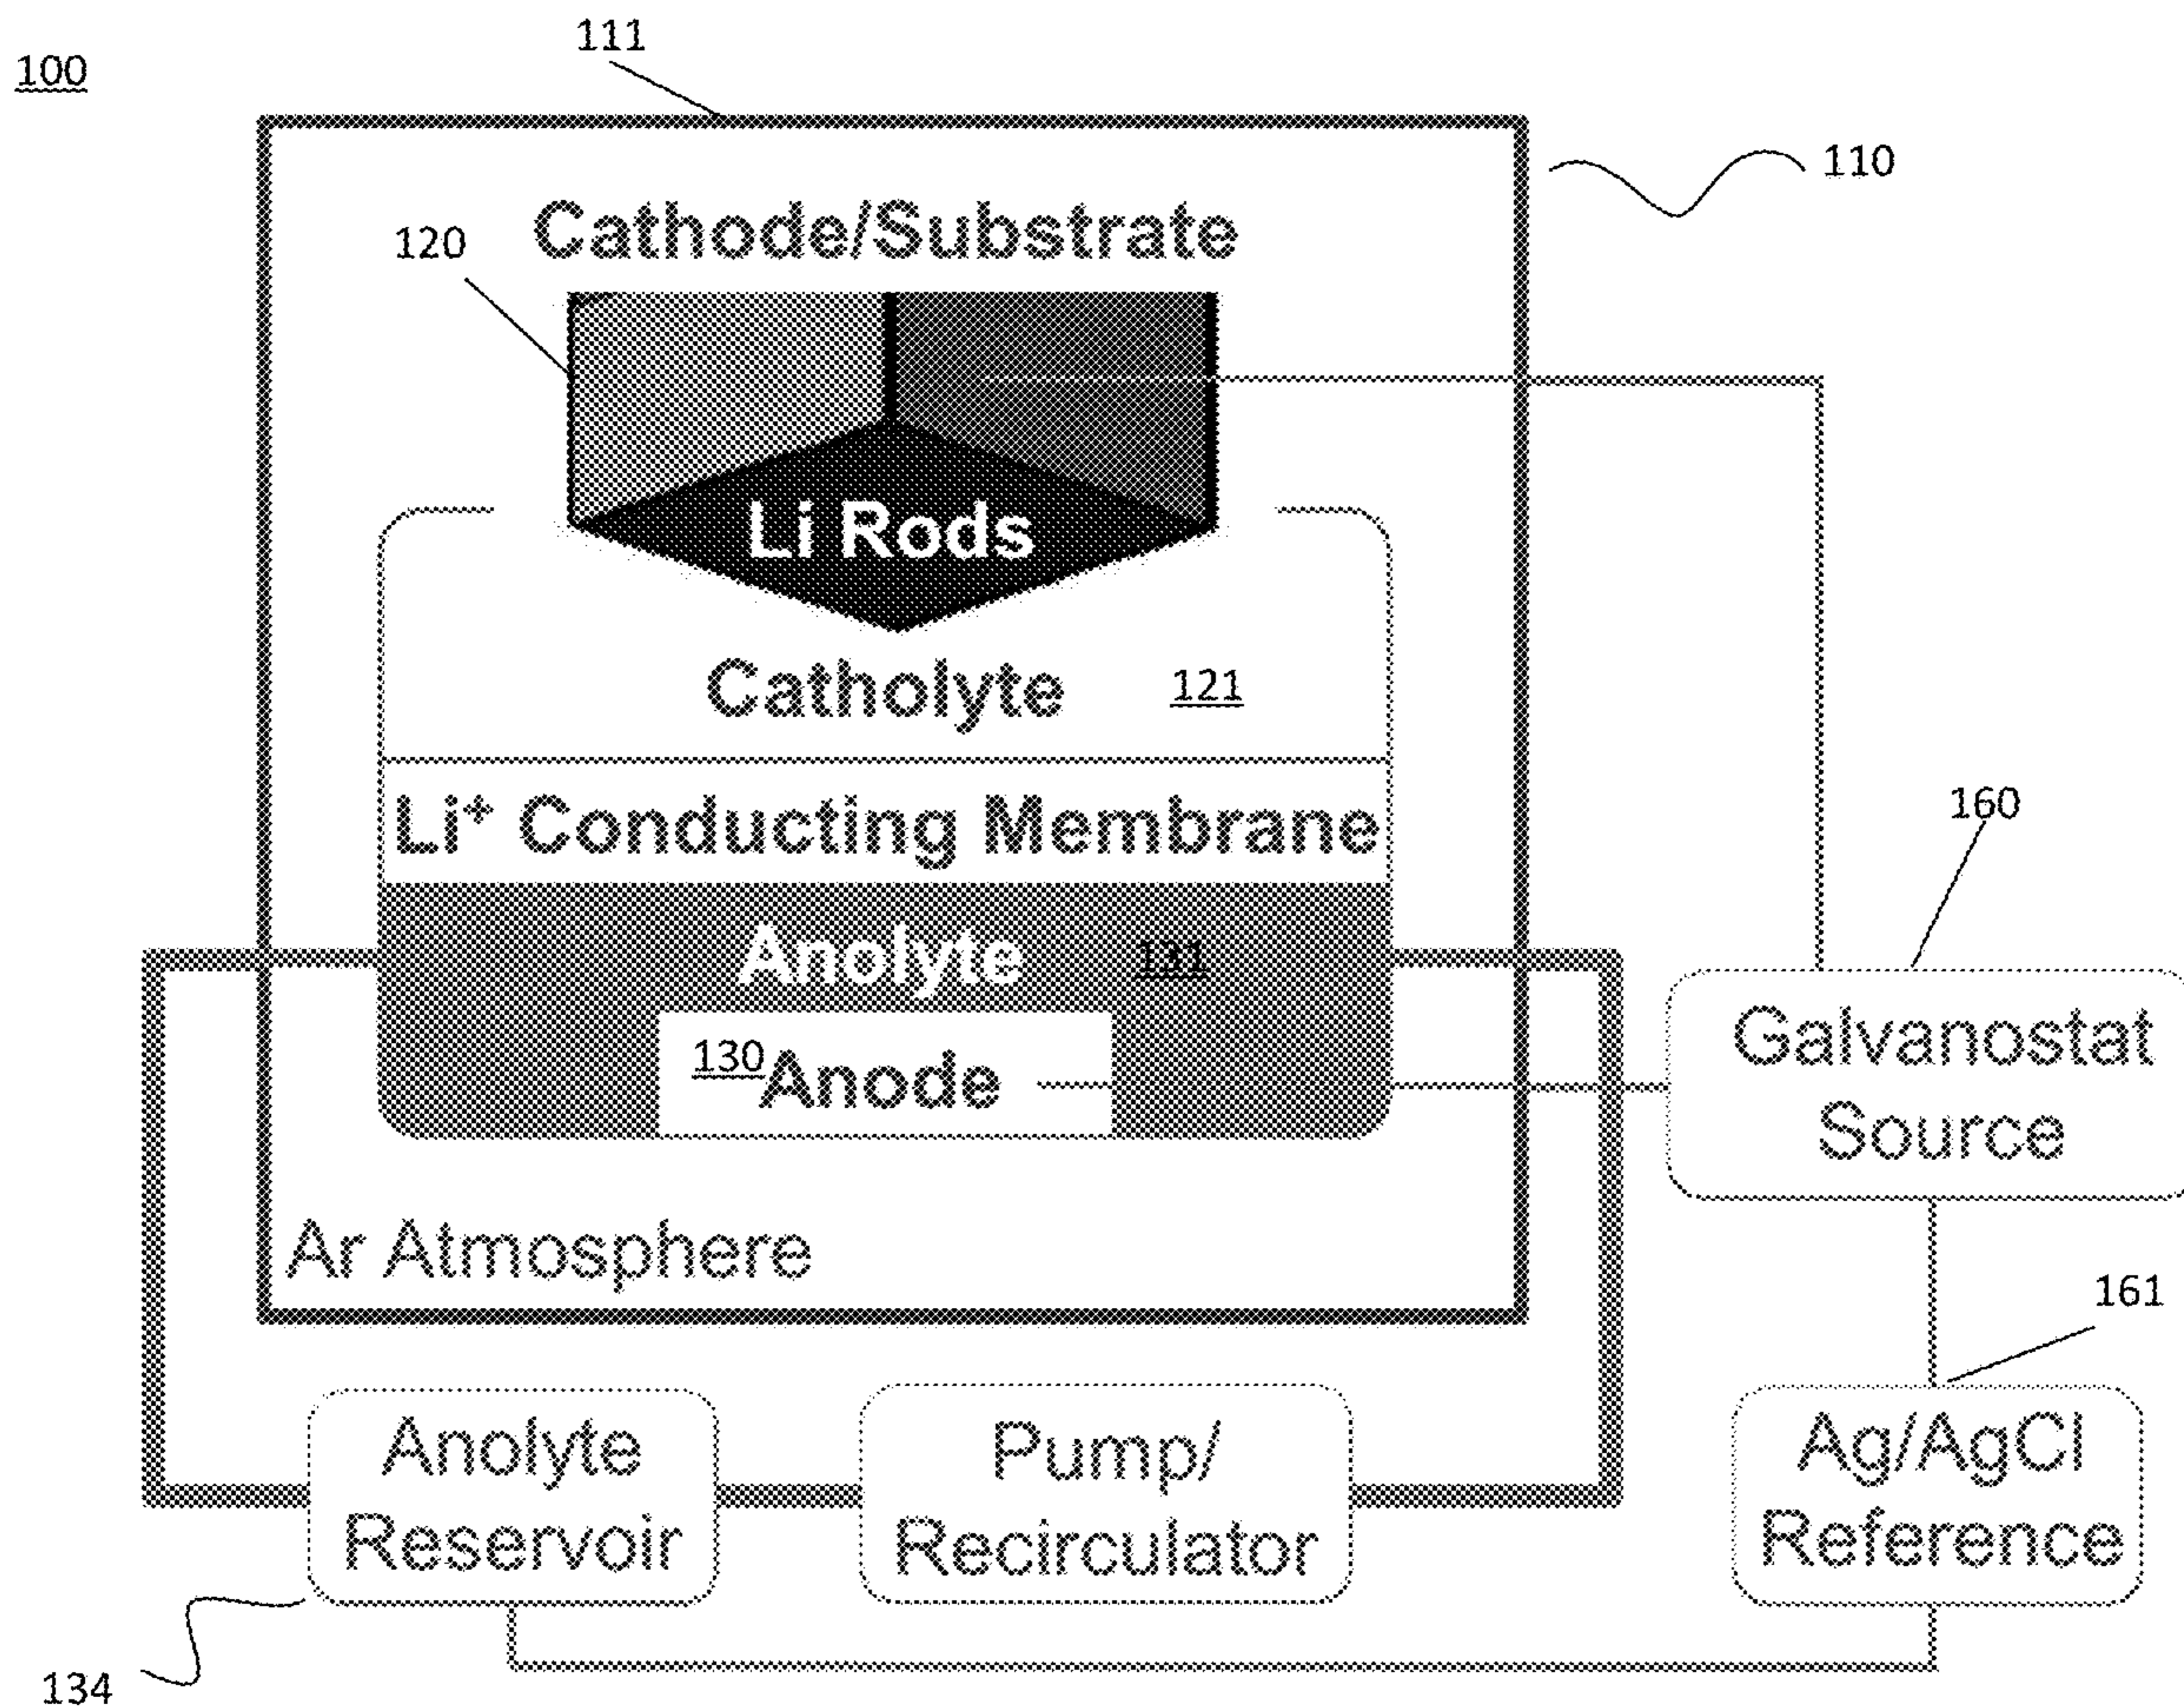 111
100
110
Cathode/Substrate
120
Li Rods
Catholyte 121
Li⁺ Conducting Membrane
160
Anolyte 131
130 Anode
Galvanostat
Source
Ar Atmosphere
161
Anolyte
Reservoir
Pump/
Recirculator
Ag/AgCl
Reference
134